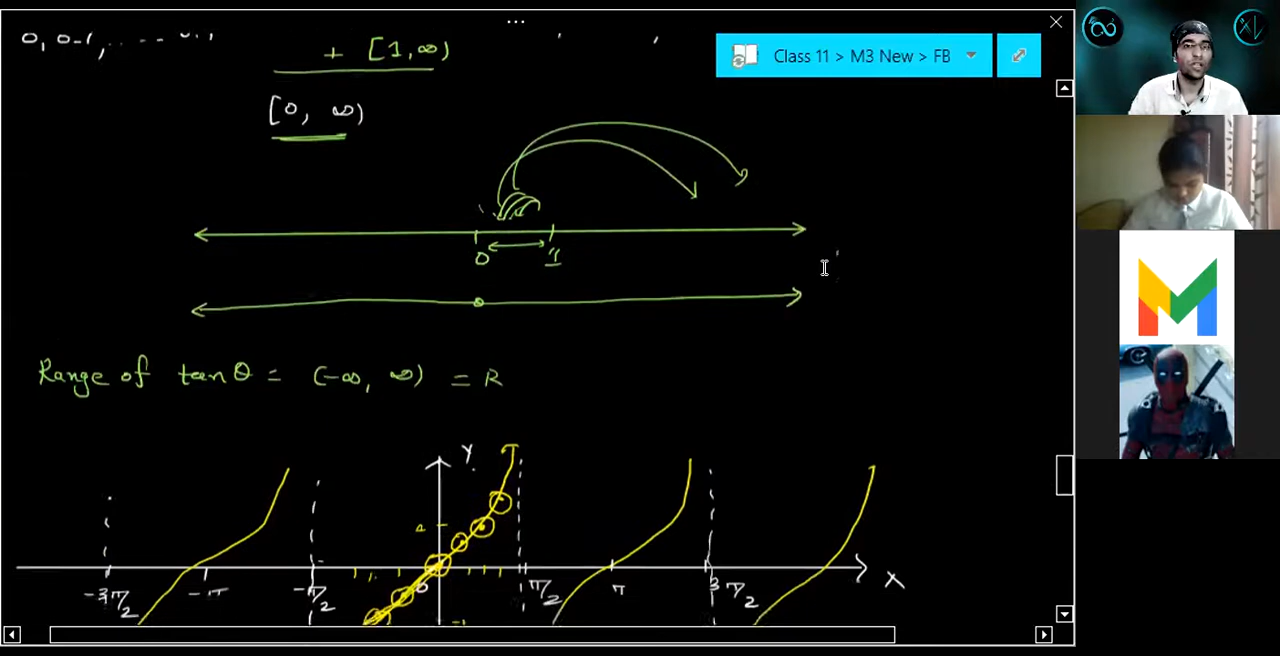 + [1, ∞)
Class 11 > M3 New > FB
[0, ∞)
0 1
Range of tanθ = (-∞, ∞) = R
Y
-3π/2 -π -π/2 0 π/2 π 3π/2 X